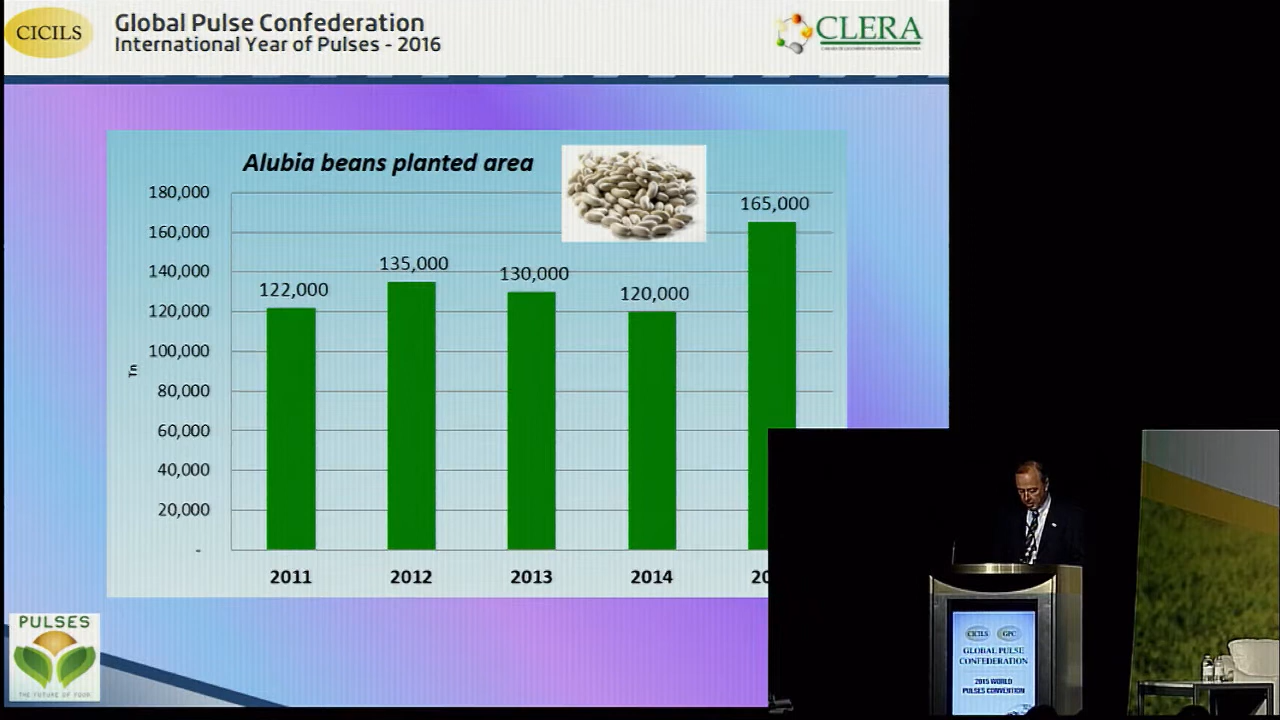 CICILS
Global Pulse Confederation
International Year of Pulses - 2016
CLERA
Alubia beans planted area
180,000
160,000
140,000
120,000
100,000
80,000
60,000
40,000
20,000
-
Tn
122,000
135,000
130,000
120,000
165,000
2011
2012
2013
2014
20
PULSES
THE FUTURE OF FOOD
CICILS
GPC
GLOBAL PULSE
CONFEDERATION
2015 WORLD
PULSES CONVENTION